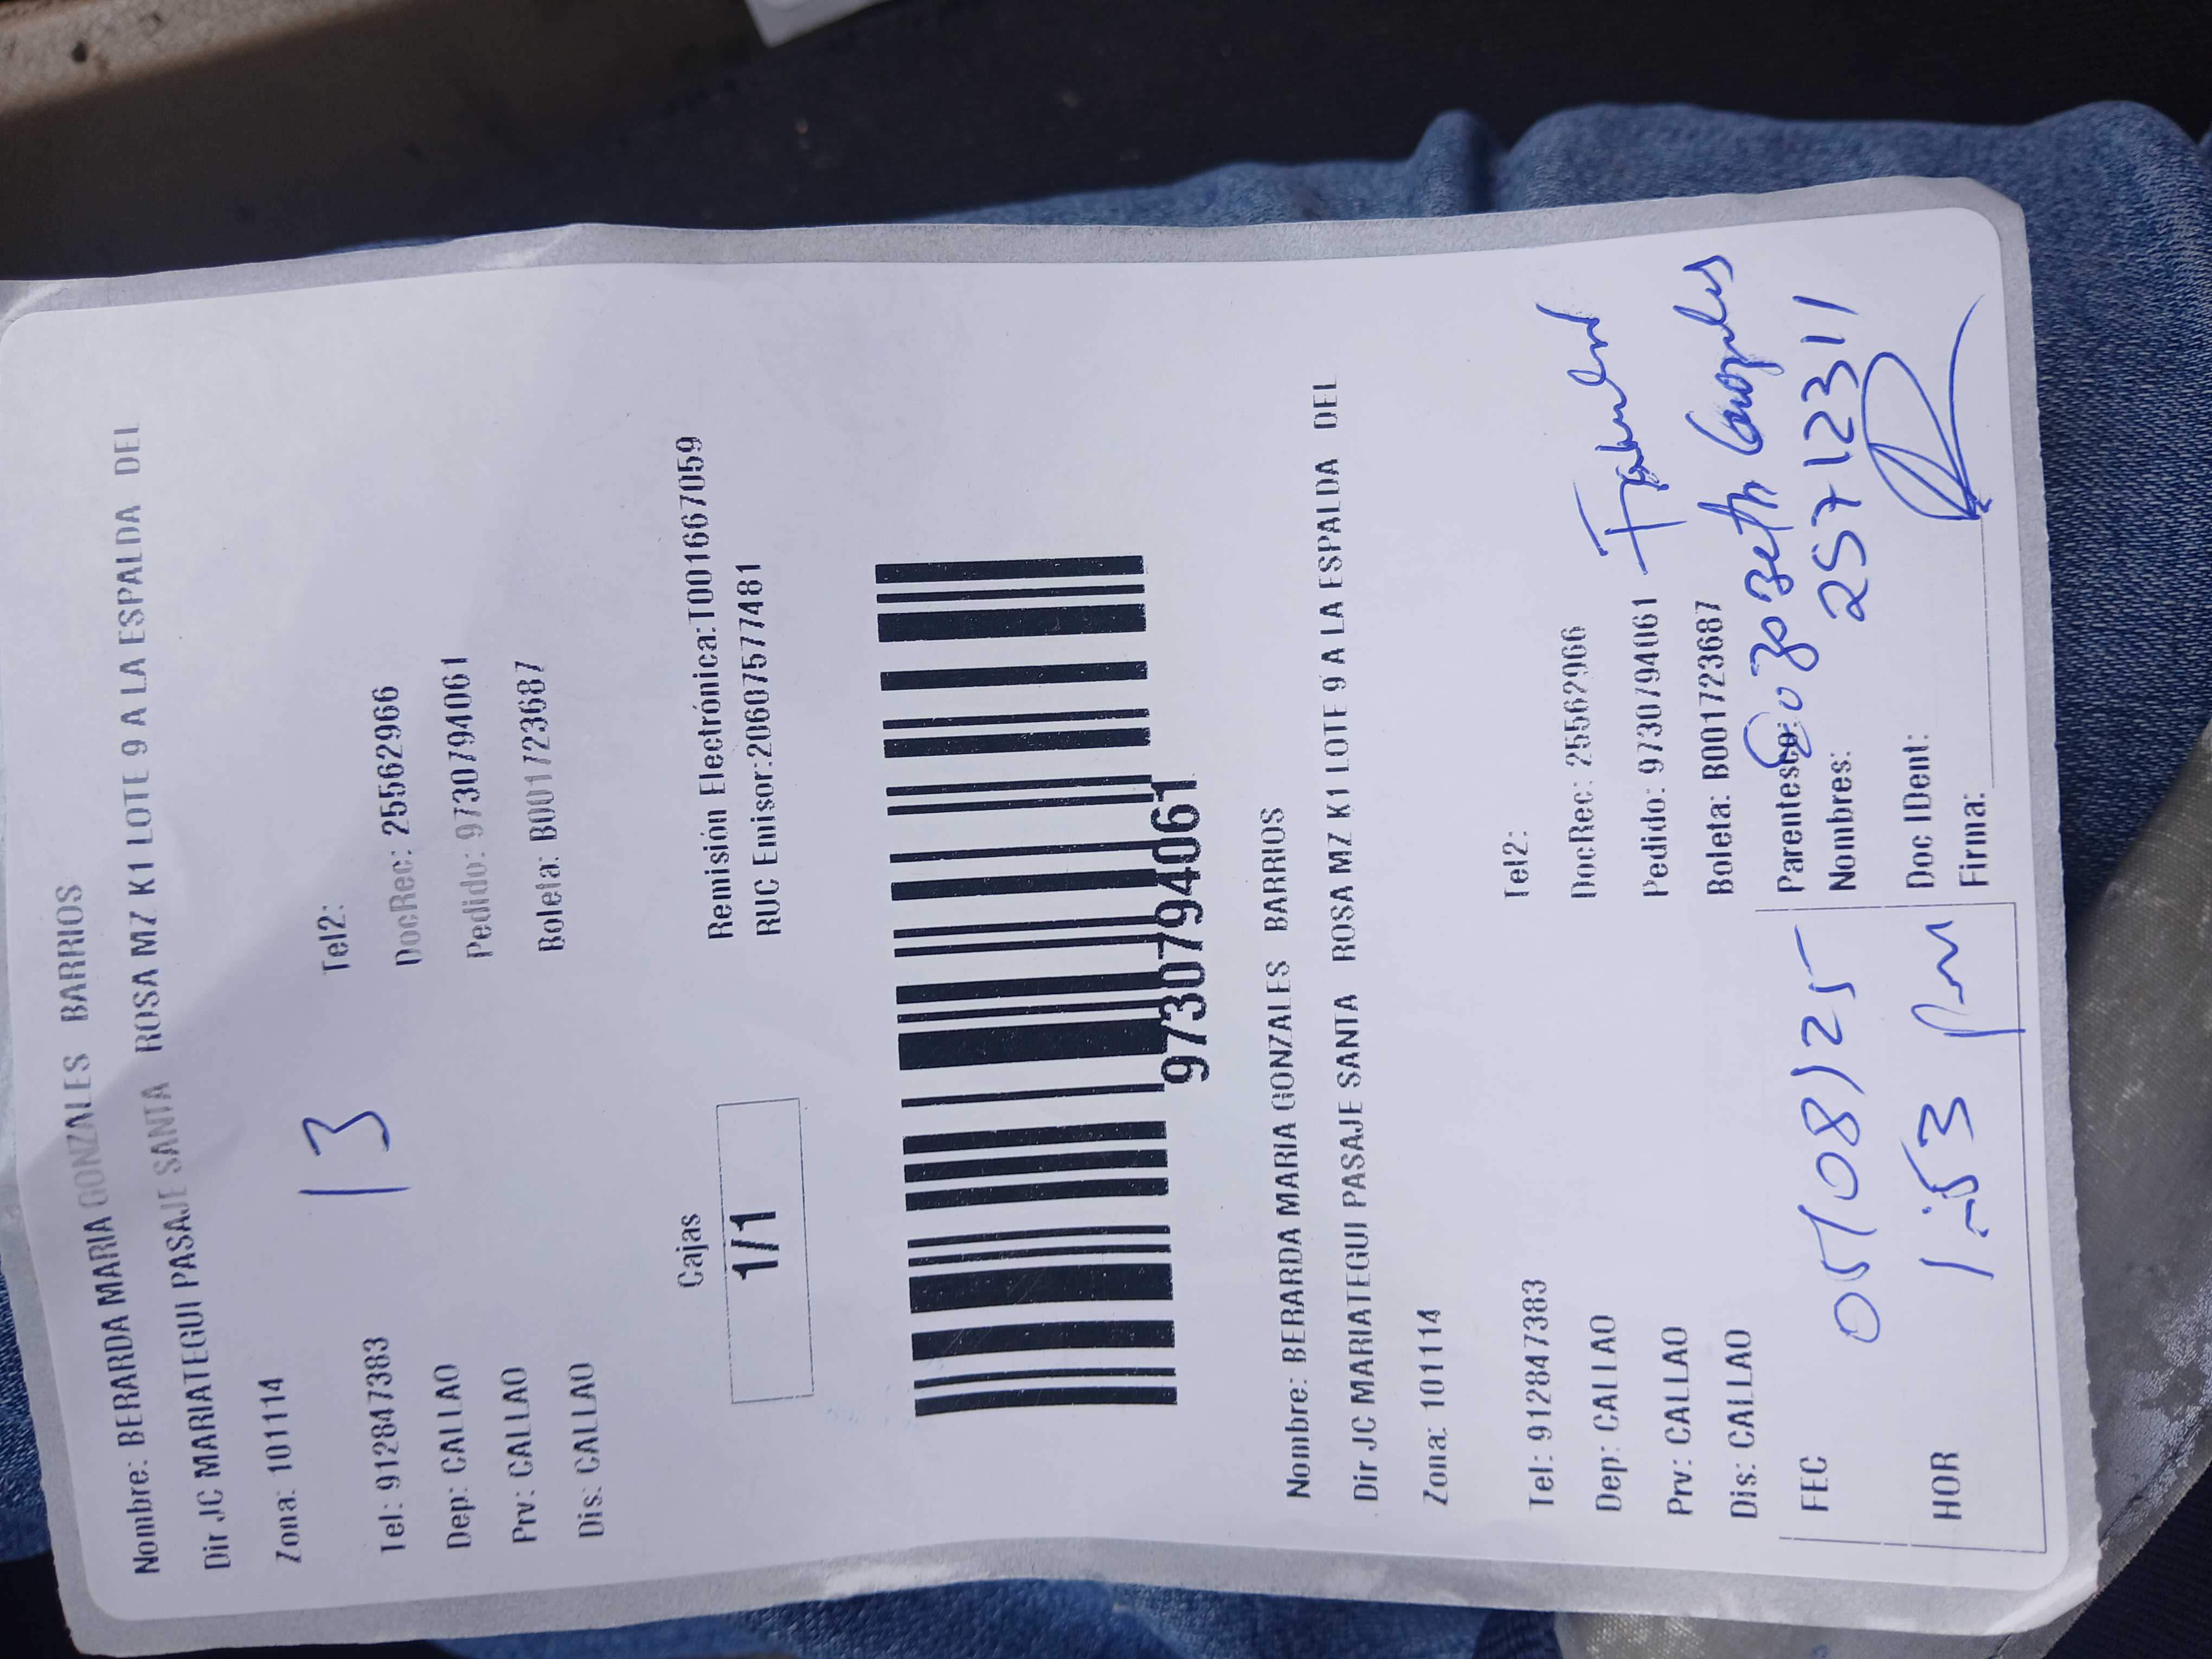 Nombre: BERARDA MARIA GONZALES BARRIOS
Dir JC MARIATEGUI PASAJE SANTA ROSA MZ K1 LOTE 9 A LA ESPALDA DEL
Zona: 101114
13
Tel: 912847383 Tel2:
Dep: CALLAO DocRec: 25562966
Prv: CALLAO Pedido: 9730794061
Dis: CALLAO Boleta: B001723687
Cajas
1/1
Remisión Electrónica:T001667059
RUC Emisor:20607577481
9730794061
Nombre: BERARDA MARIA GONZALES BARRIOS
Dir JC MARIATEGUI PASAJE SANTA ROSA MZ K1 LOTE 9 A LA ESPALDA DEL
Zona: 101114
Tel: 912847383 Tel2:
Dep: CALLAO DocRec: 25562966
Prv: CALLAO Pedido: 9730794061
Dis: CALLAO Boleta: B001723687
FEC 05/08/25 Parentesco:
Nombres: Gonzales
HOR 1:53 Pm Doc IDent: 25712311
Firma: